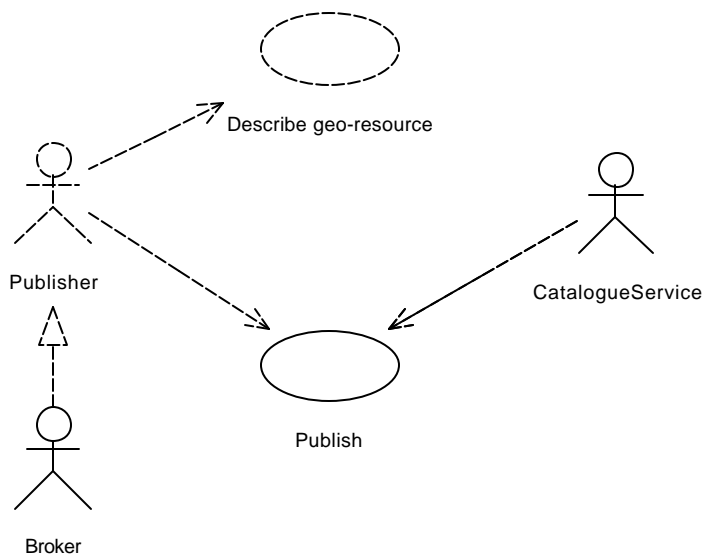 Describe geo-resource
Publisher
CatalogueService
Publish
Broker